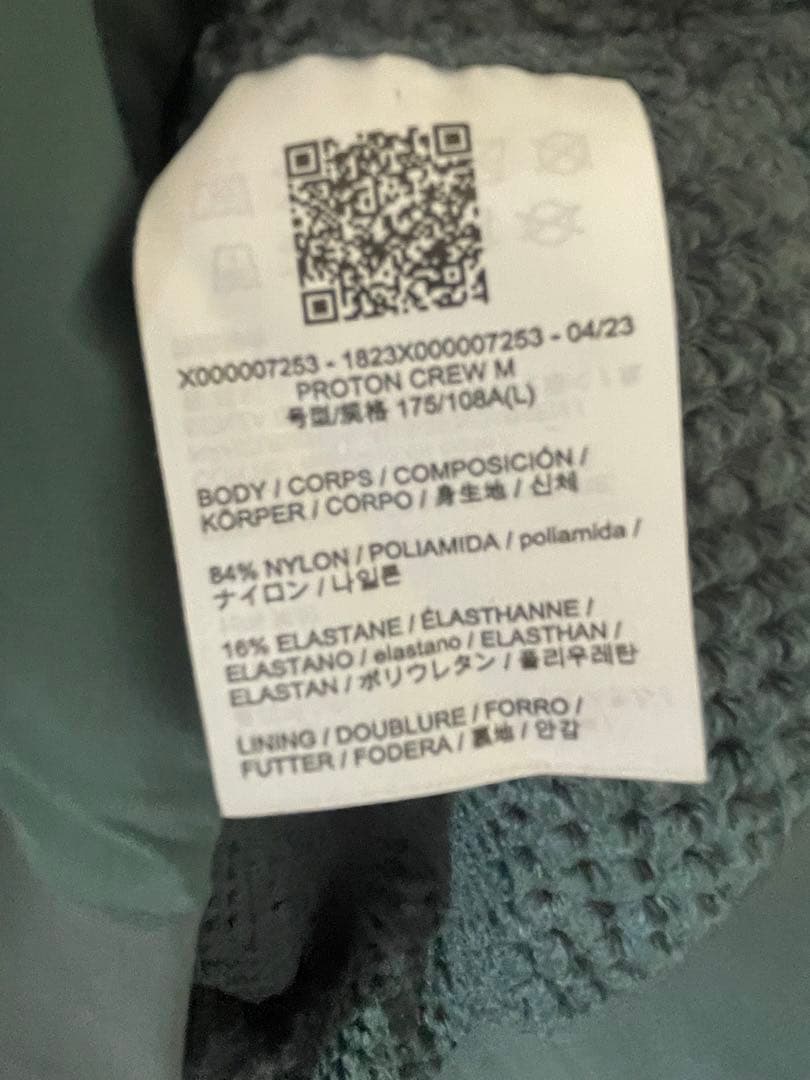 X000007253 - 1823X000007253 - 04/23
PROTON CREW M
号型/规格 175/108A(L)
BODY / CORPS / COMPOSICIÓN /
KÖRPER / CORPO / 身生地 / 신체
84% NYLON / POLIAMIDA / poliamida /
ナイロン / 나일론
16% ELASTANE / ÉLASTHANNE /
ELASTANO / elastano / ELASTHAN /
ELASTAN / ポリウレタン / 폴리우레탄
LINING / DOUBLURE / FORRO /
FUTTER / FODERA / 裏地 / 안감